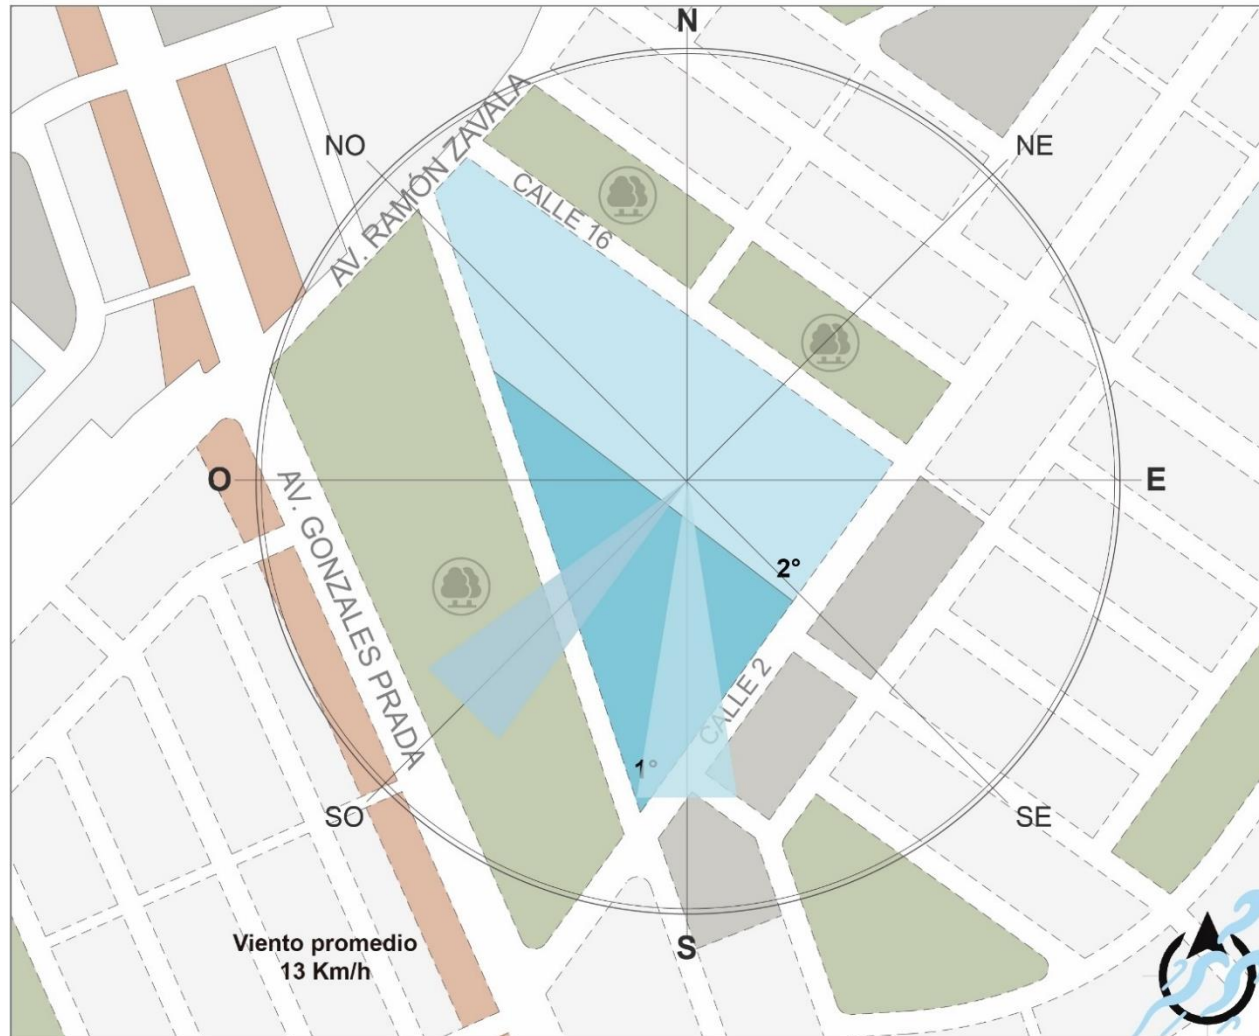 N
NO
NE
AV. RAMÓN ZAVALA
CALLE 16
O
E
AV. GONZALES PRADA
2°
CALLE 2
1°
SO
SE
S
Viento promedio
13 Km/h